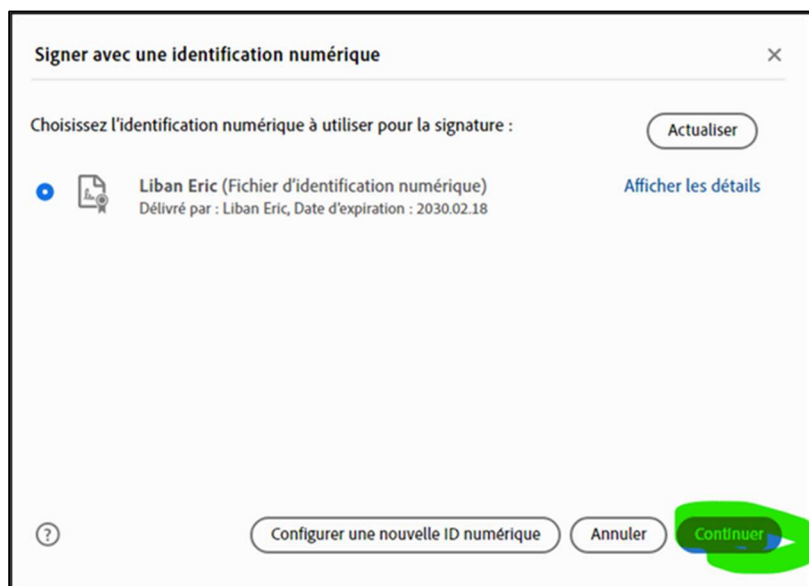 Signer avec une identification numérique
Choisissez l'identification numérique à utiliser pour la signature :
Actualiser
Liban Eric (Fichier d'identification numérique)
Afficher les détails
Délivré par : Liban Eric, Date d'expiration : 2030.02.18
?
Configurer une nouvelle ID numérique
Annuler
Continuer